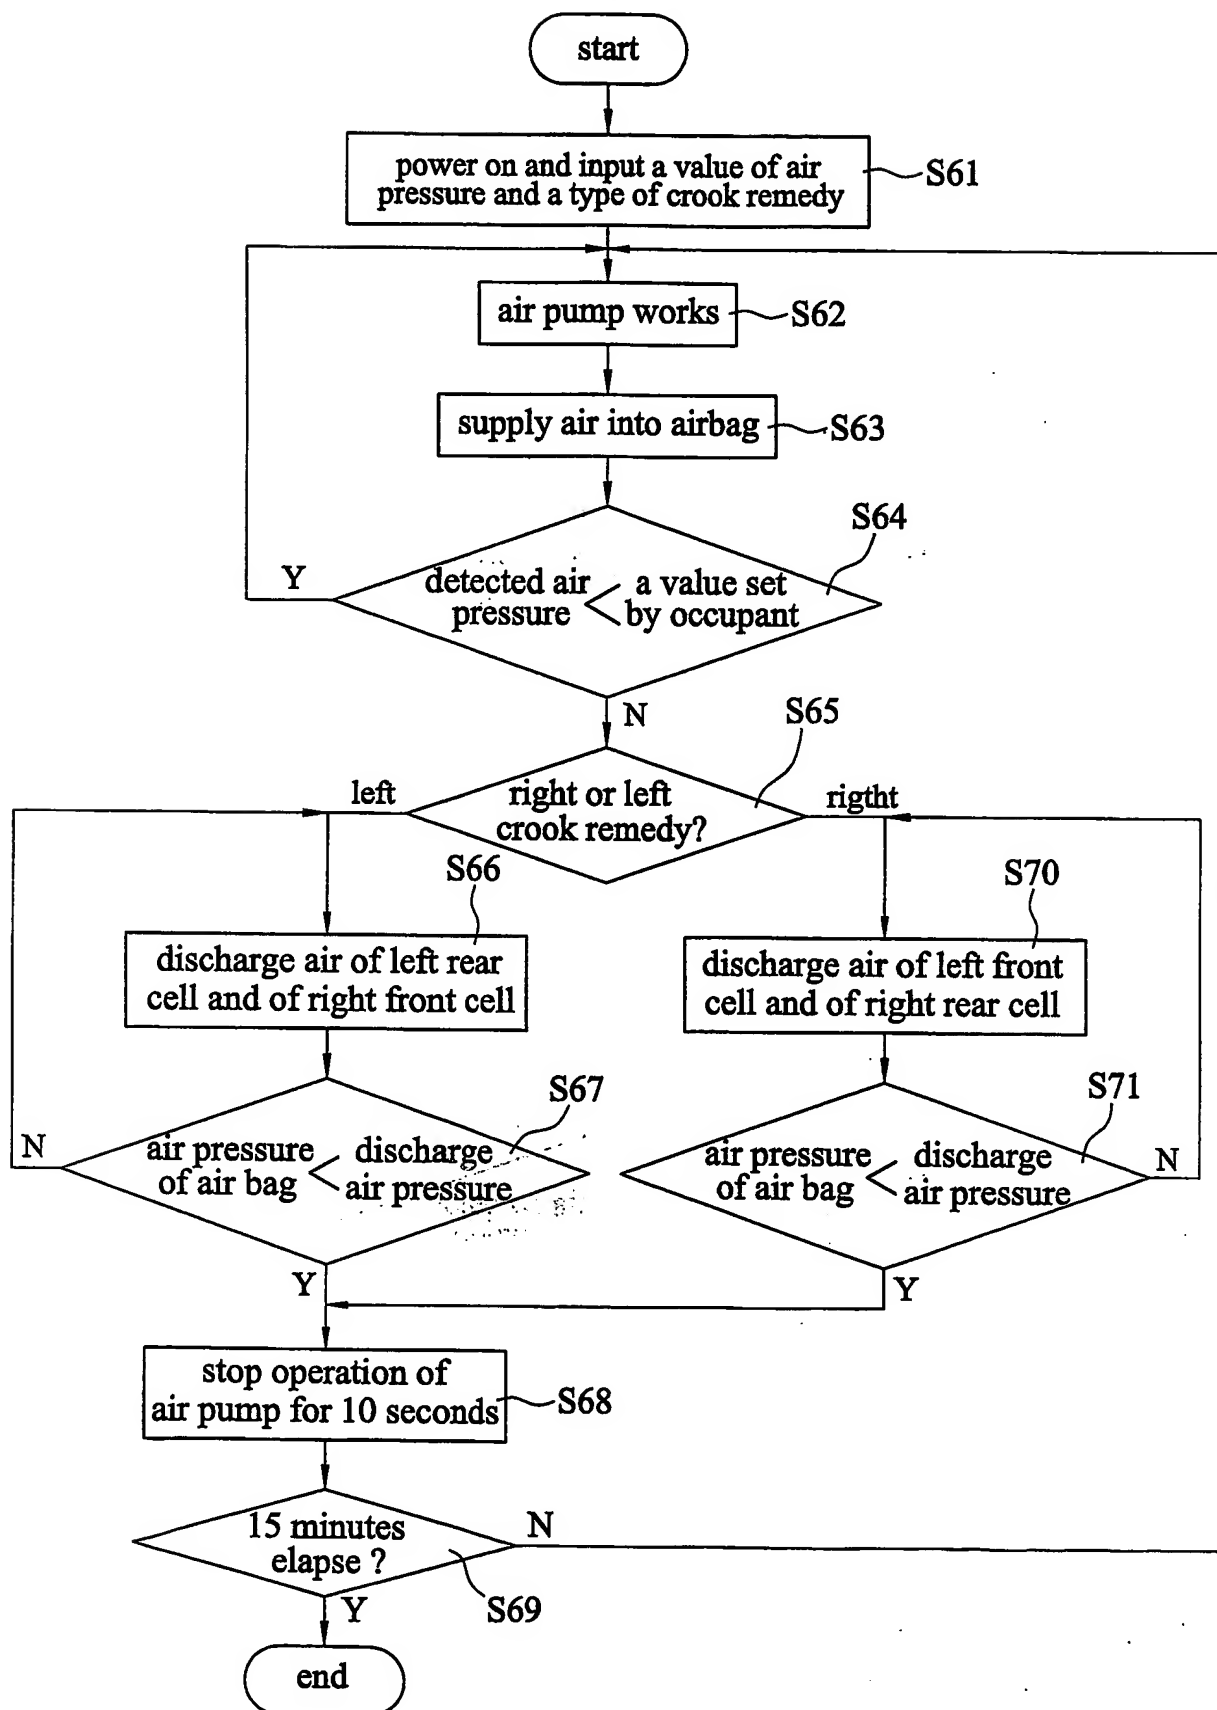 start
power on and input a value of air
pressure and a type of crook remedy
S61
air pump works
S62
supply air into airbag
S63
S64
Y
detected air < a value set
pressure by occupant
N
S65
left
right or left
crook remedy?
rigtht
S66
S70
discharge air of left rear
cell and of right front cell
discharge air of left front
cell and of right rear cell
S67
S71
N
air pressure < discharge
of air bag air pressure
air pressure < discharge
of air bag air pressure
N
Y
Y
stop operation of
air pump for 10 seconds
S68
15 minutes
elapse ?
N
S69
Y
end